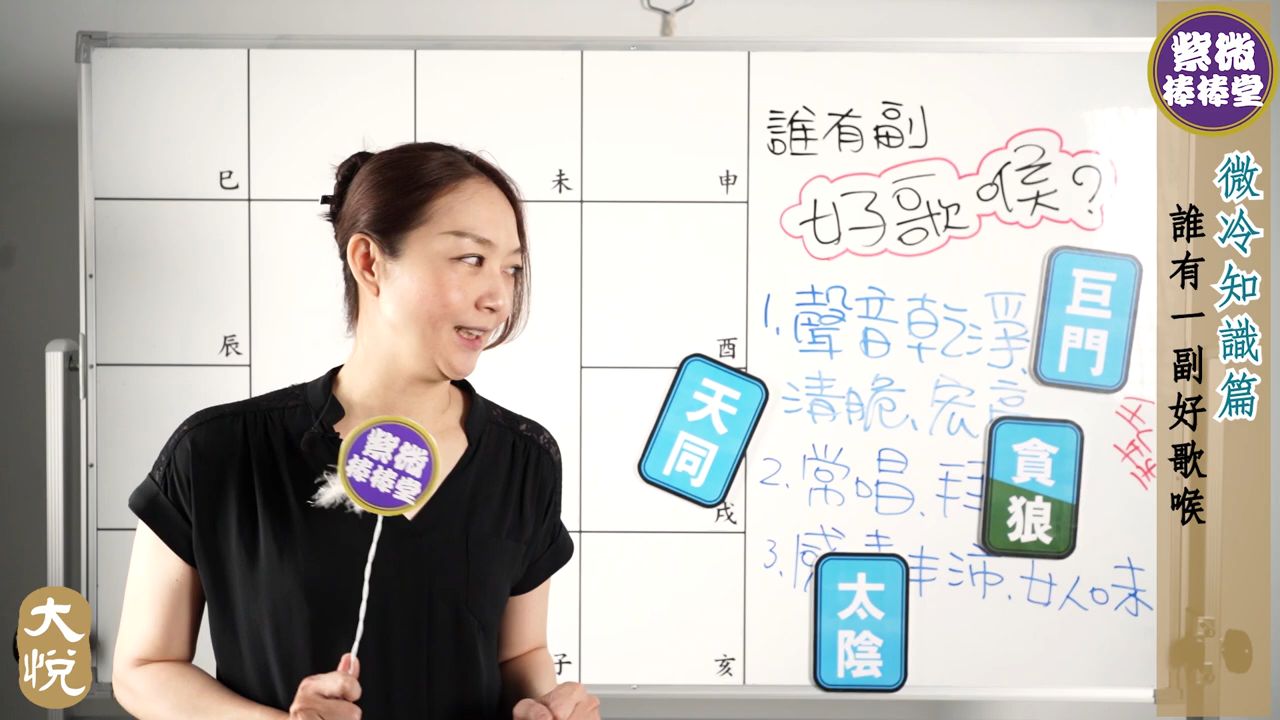 誰有副
好歌喉?
1. 聲音乾淨
清脆、宏
2. 常唱、拜
3. 感 沛、女人味
巨門
天同
貪狼
太陰
巳
未
申
辰
酉
戌
子
亥
紫微
棒棒堂
紫微
棒棒堂
微冷知識篇
誰有一副好歌喉
大悅